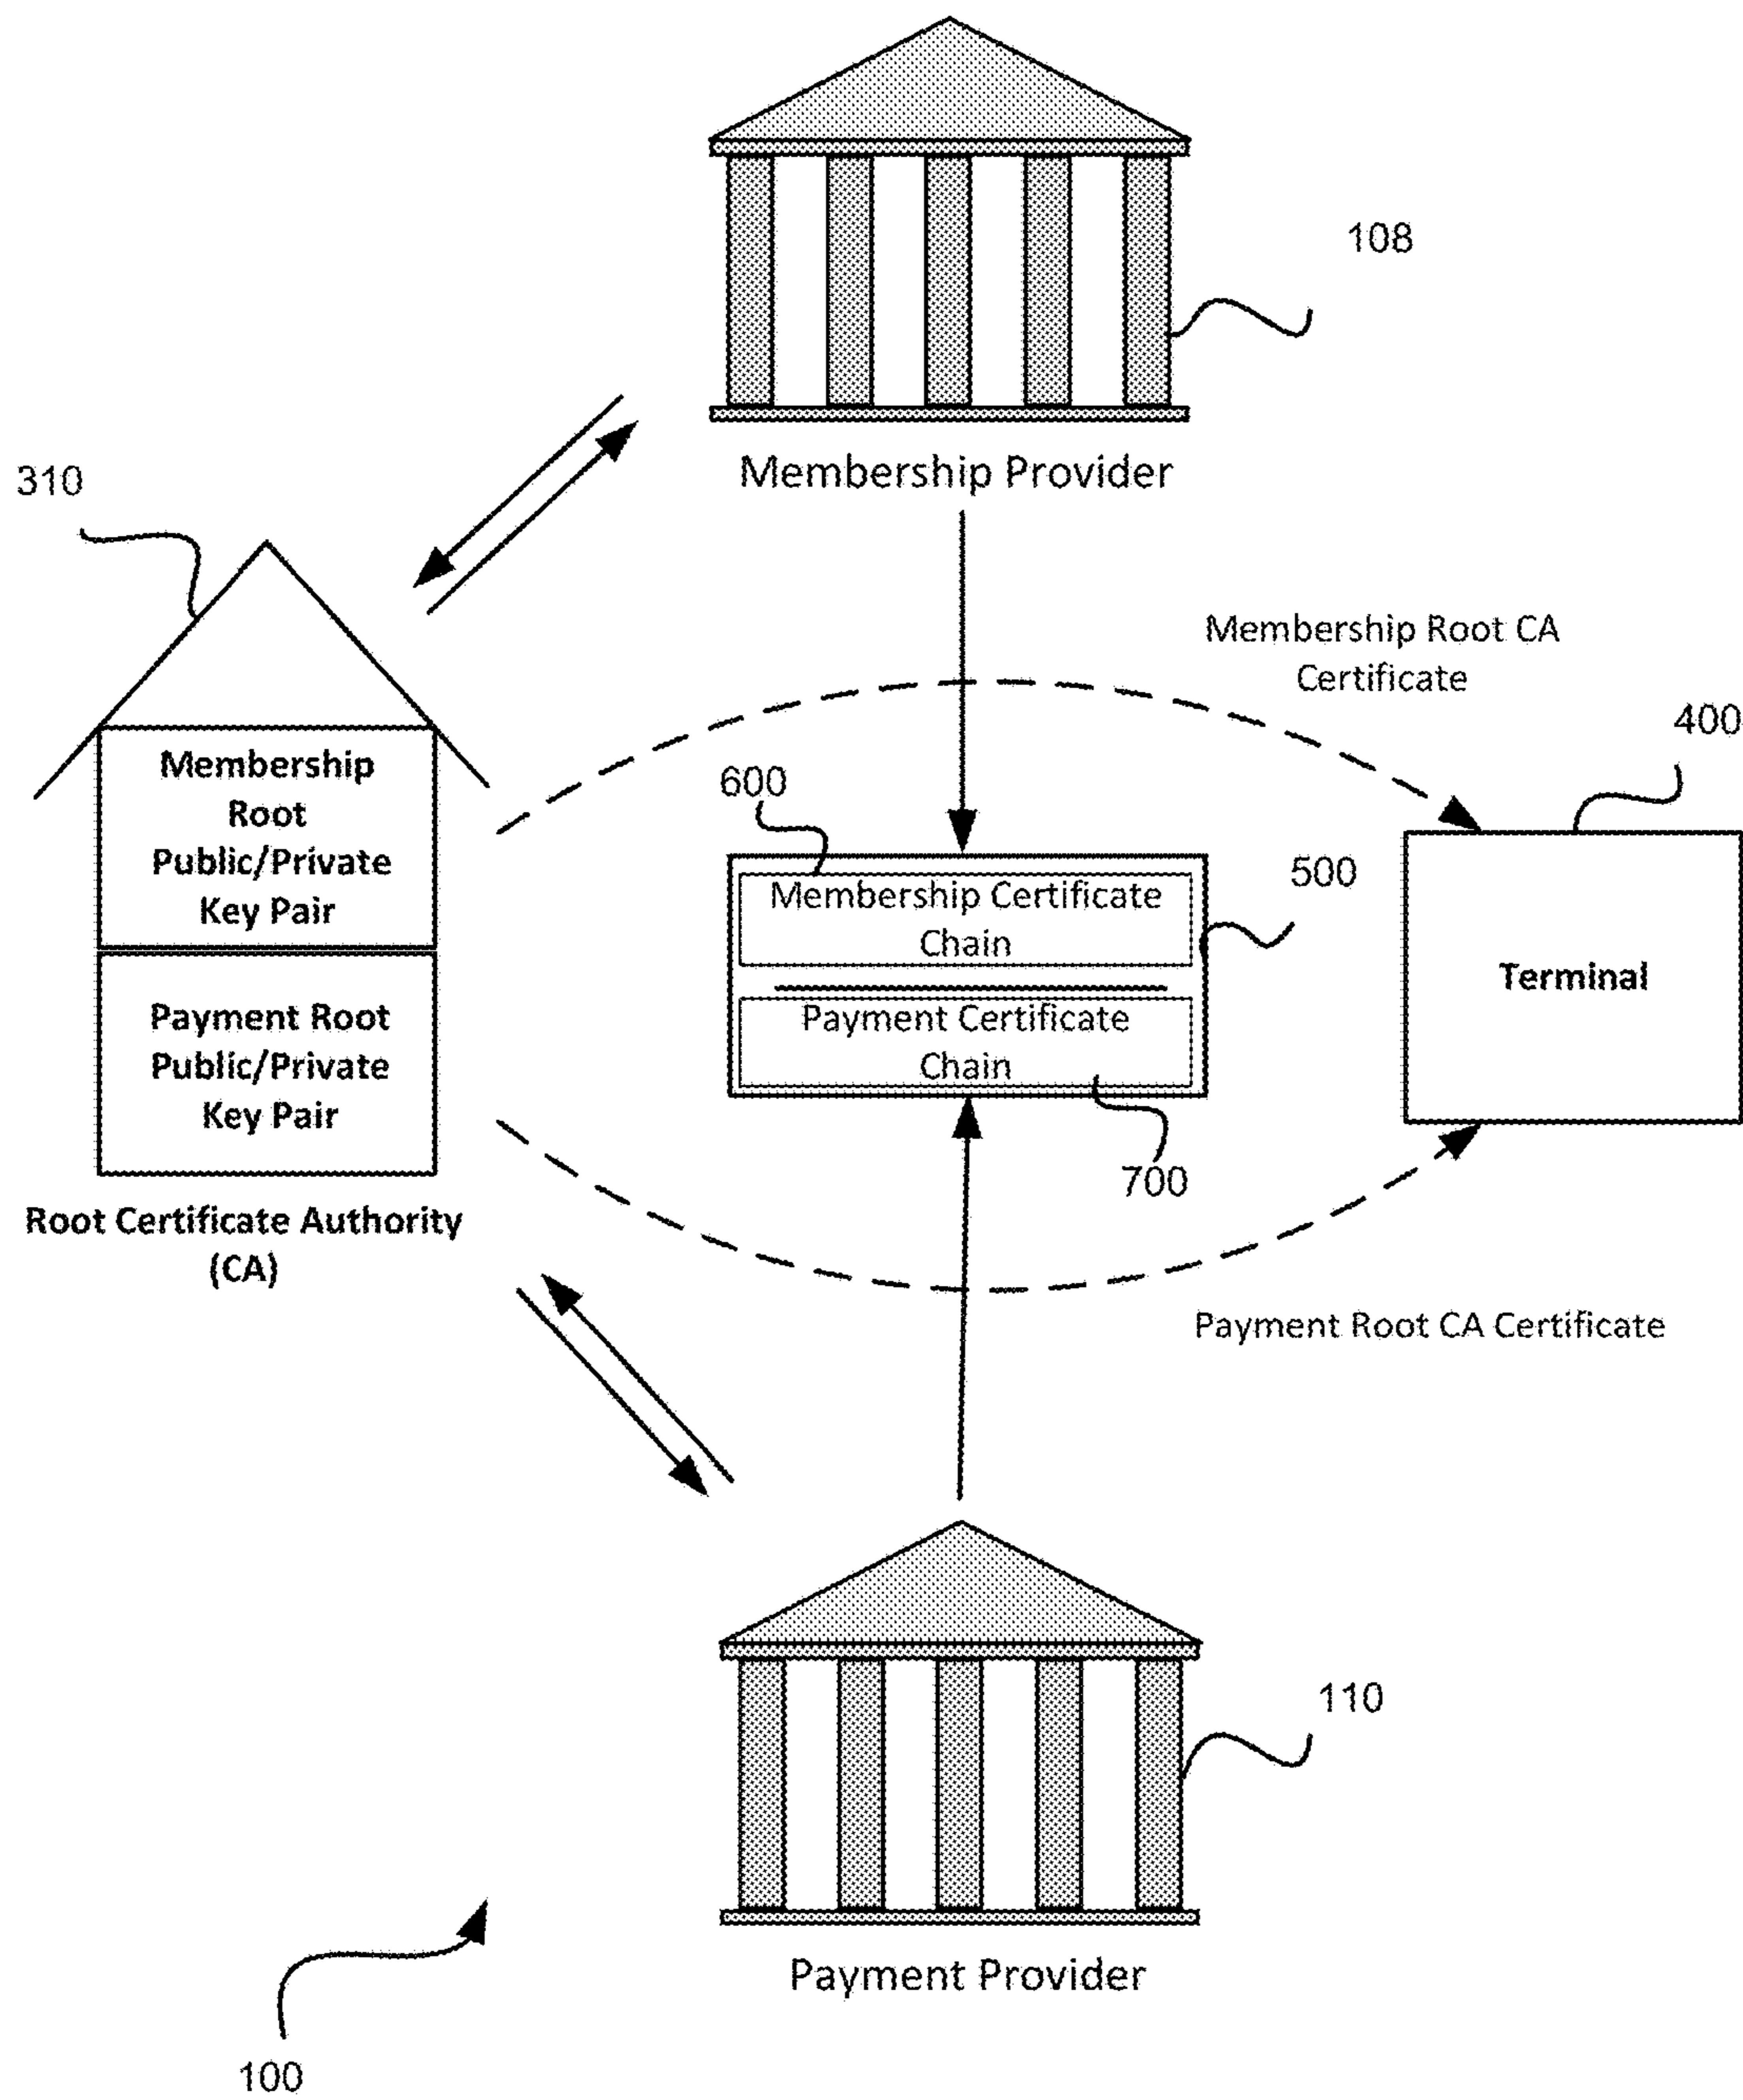 108
Membership Provider
310
Membership Root CA
Certificate
400
Membership
Root
Public/Private
Key Pair
600
Membership Certificate
Chain
500
Payment Certificate
Chain
700
Terminal
Payment Root
Public/Private
Key Pair
Root Certificate Authority
(CA)
Payment Root CA Certificate
110
Payment Provider
100